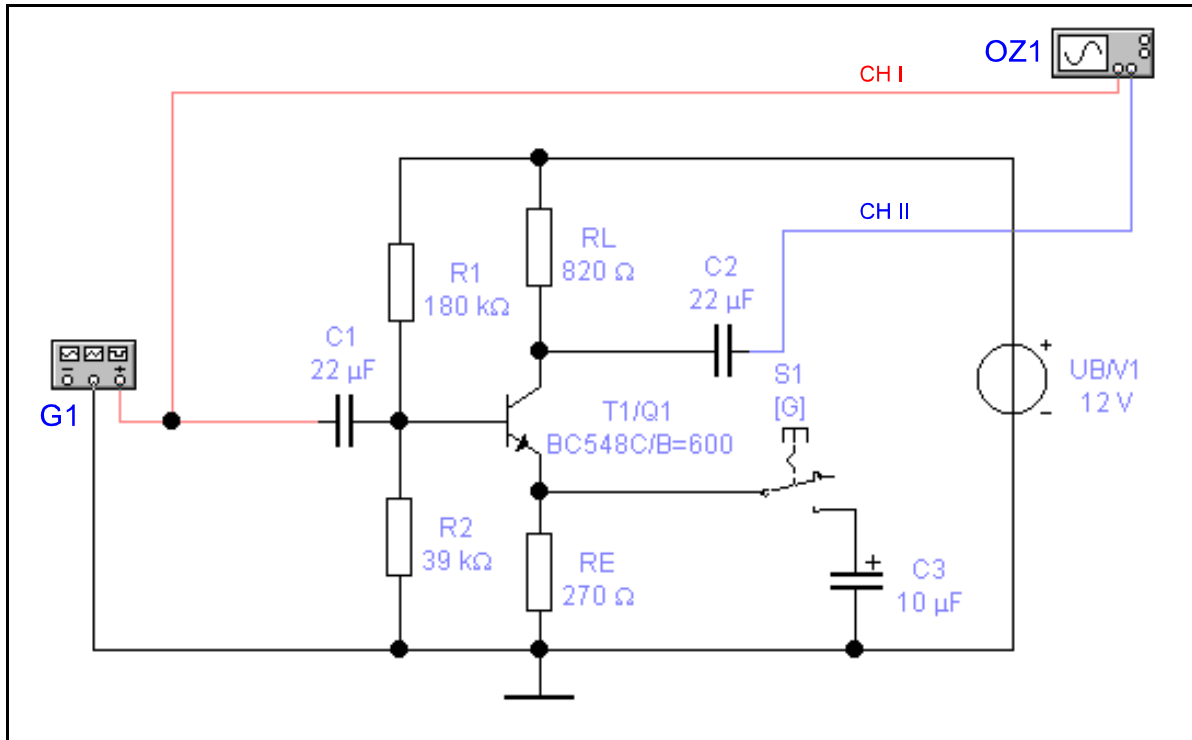 OZ1
CH I
CH II
RL
820 Ω
R1
180 kΩ
C2
22 µF
C1
22 µF
G1
S1
[G]
UB/V1
12 V
T1/Q1
BC548C/B=600
R2
39 kΩ
RE
270 Ω
C3
10 µF